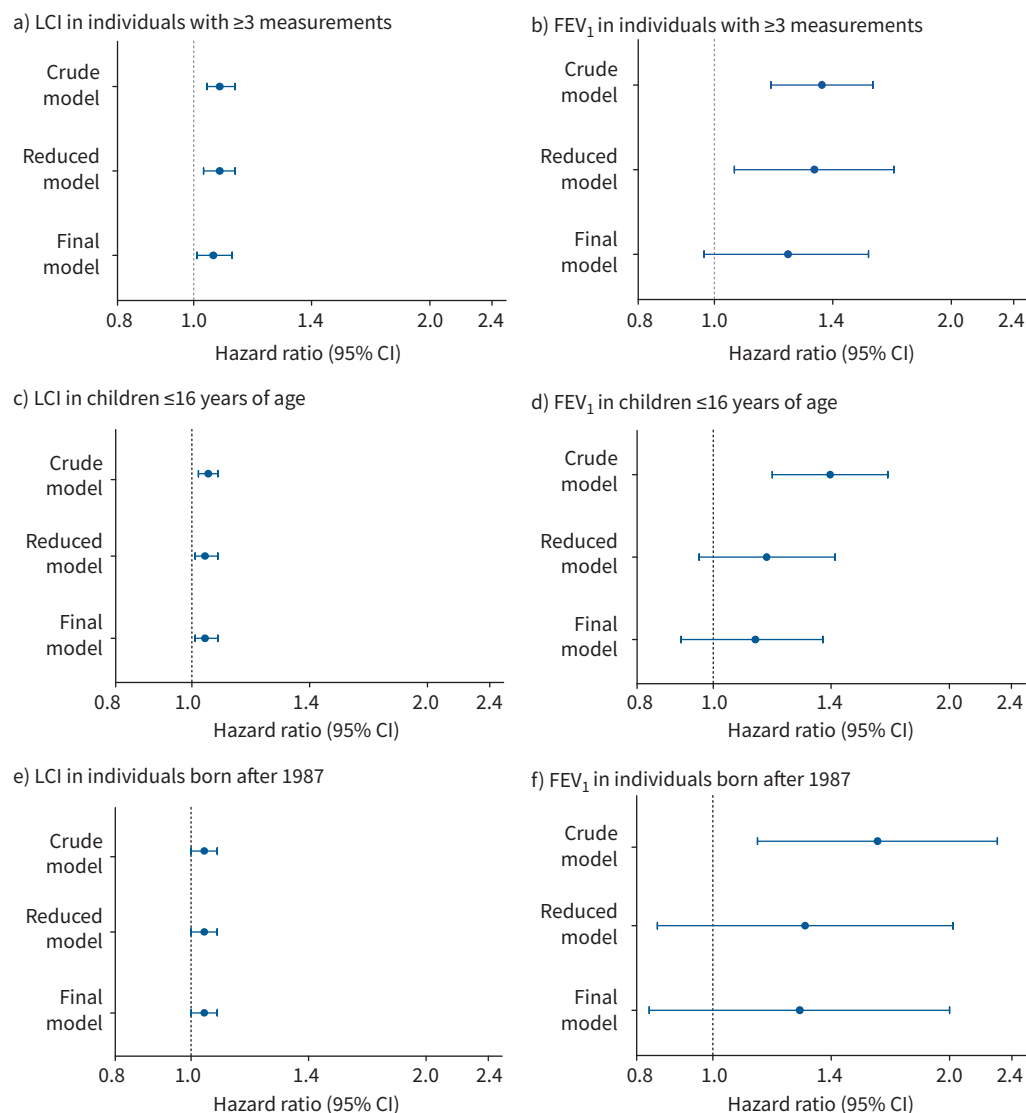 a) LCI in individuals with ≥3 measurements
Crude
model
Reduced
model
Final
model
0.8 1.0 1.4 2.0 2.4
Hazard ratio (95% CI)
b) FEV1 in individuals with ≥3 measurements
Crude
model
Reduced
model
Final
model
0.8 1.0 1.4 2.0 2.4
Hazard ratio (95% CI)
c) LCI in children ≤16 years of age
Crude
model
Reduced
model
Final
model
0.8 1.0 1.4 2.0 2.4
Hazard ratio (95% CI)
d) FEV1 in children ≤16 years of age
Crude
model
Reduced
model
Final
model
0.8 1.0 1.4 2.0 2.4
Hazard ratio (95% CI)
e) LCI in individuals born after 1987
Crude
model
Reduced
model
Final
model
0.8 1.0 1.4 2.0 2.4
Hazard ratio (95% CI)
f) FEV1 in individuals born after 1987
Crude
model
Reduced
model
Final
model
0.8 1.0 1.4 2.0 2.4
Hazard ratio (95% CI)